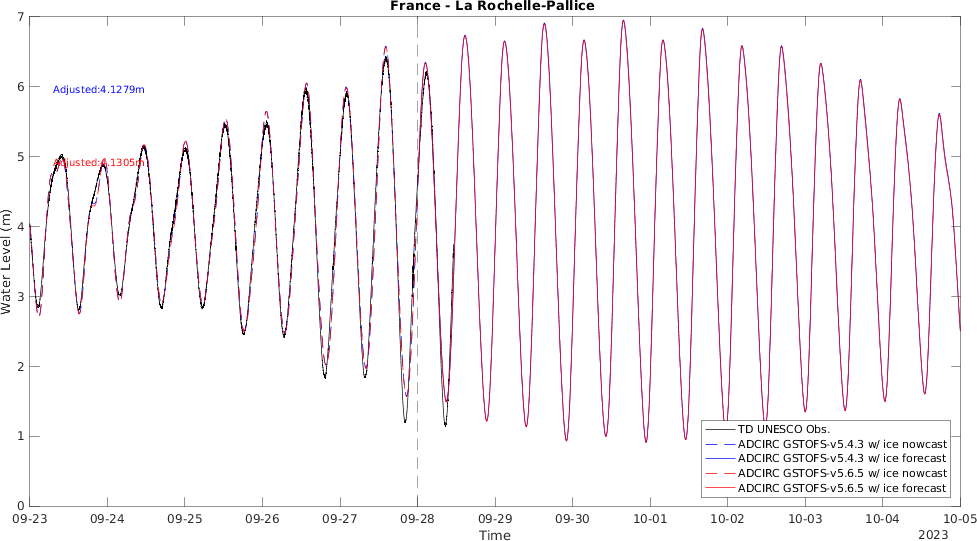 France - La Rochelle-Pallice
7
6
5
4
3
2
1
0
Water Level (m)
Adjusted:4.1279m
Adjusted:4.1305m
TD UNESCO Obs.
ADCIRC GSTOFS-v5.4.3 w/ ice nowcast
ADCIRC GSTOFS-v5.4.3 w/ ice forecast
ADCIRC GSTOFS-v5.6.5 w/ ice nowcast
ADCIRC GSTOFS-v5.6.5 w/ ice forecast
09-23 09-24 09-25 09-26 09-27 09-28 09-29 09-30 10-01 10-02 10-03 10-04 10-05
Time
2023